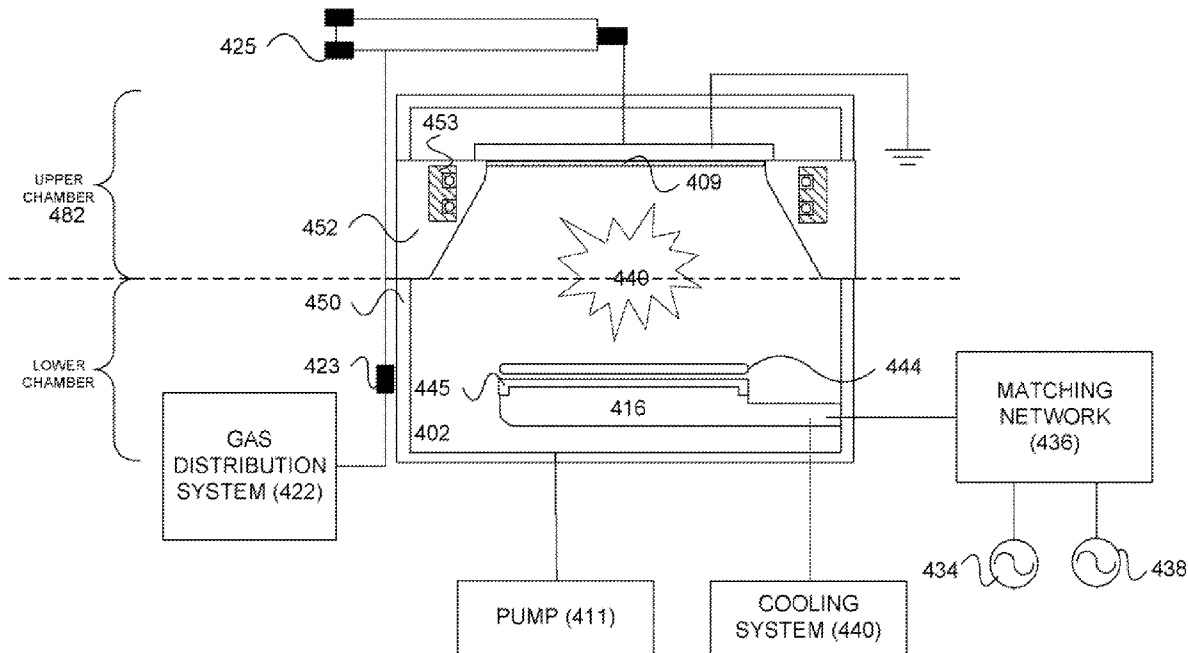 425
453
409
UPPER
CHAMBER
482
452
440
450
LOWER
CHAMBER
423
445
444
416
402
GAS
DISTRIBUTION
SYSTEM (422)
MATCHING
NETWORK
(436)
434
438
PUMP (411)
COOLING
SYSTEM (440)